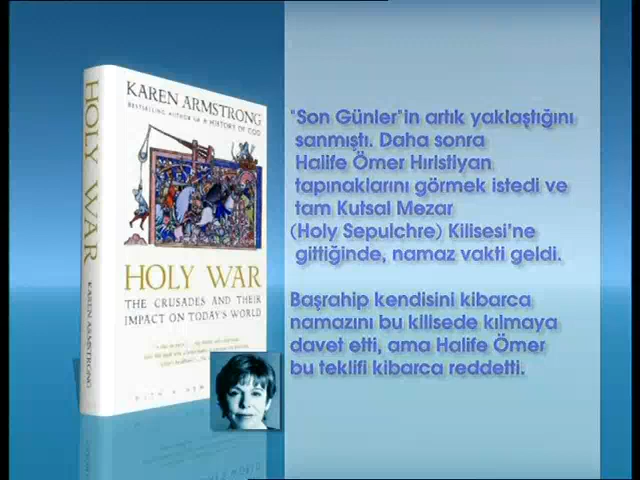 KAREN ARMSTRONG
BESTSELLING AUTHOR OF A HISTORY OF GOD
HOLY WAR
THE CRUSADES AND THEIR
IMPACT ON TODAY'S WORLD
HOLY WAR
KAREN ARMSTRONG
"Son Günler"in artık yaklaştığını
sanmıştı. Daha sonra
Halife Ömer Hıristiyan
tapınaklarını görmek istedi ve
tam Kutsal Mezar
(Holy Sepulchre) Kilisesi'ne
gittiğinde, namaz vakti geldi.
Başrahip kendisini kibarca
namazını bu kilisede kılmaya
davet etti, ama Halife Ömer
bu teklifi kibarca reddetti.